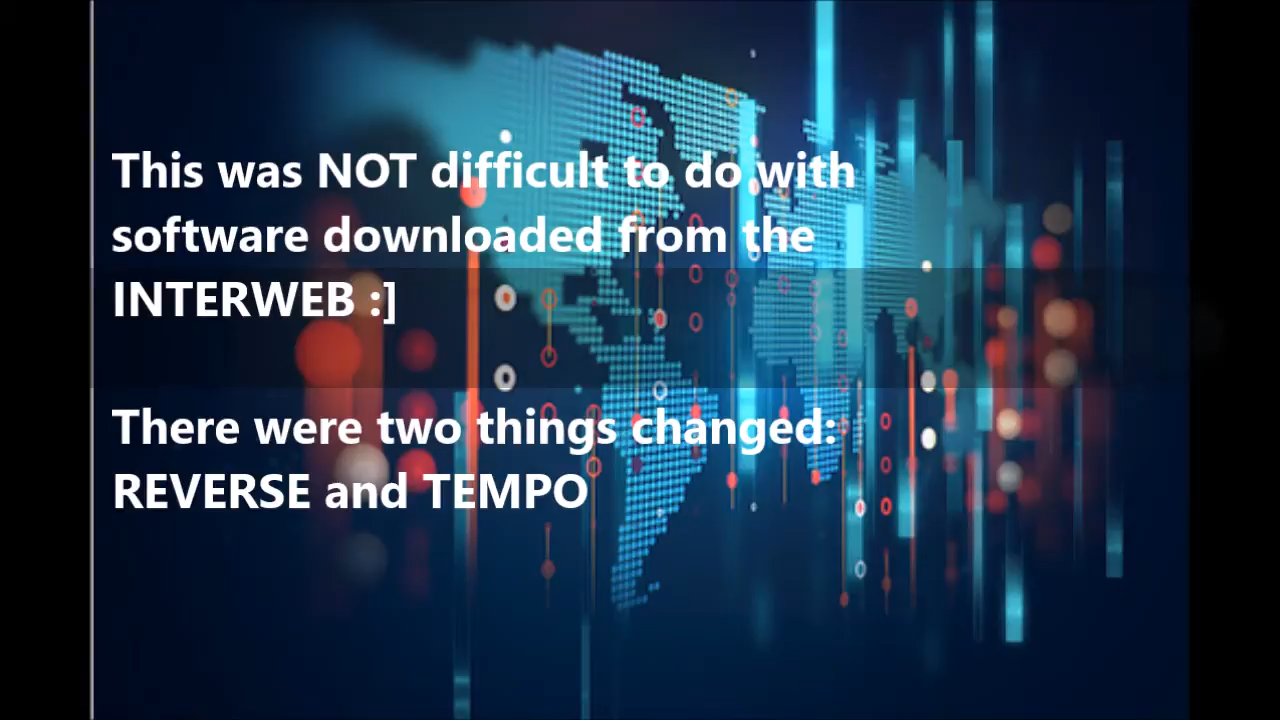 This was NOT difficult to do with
software downloaded from the
INTERWEB :]
There were two things changed:
REVERSE and TEMPO